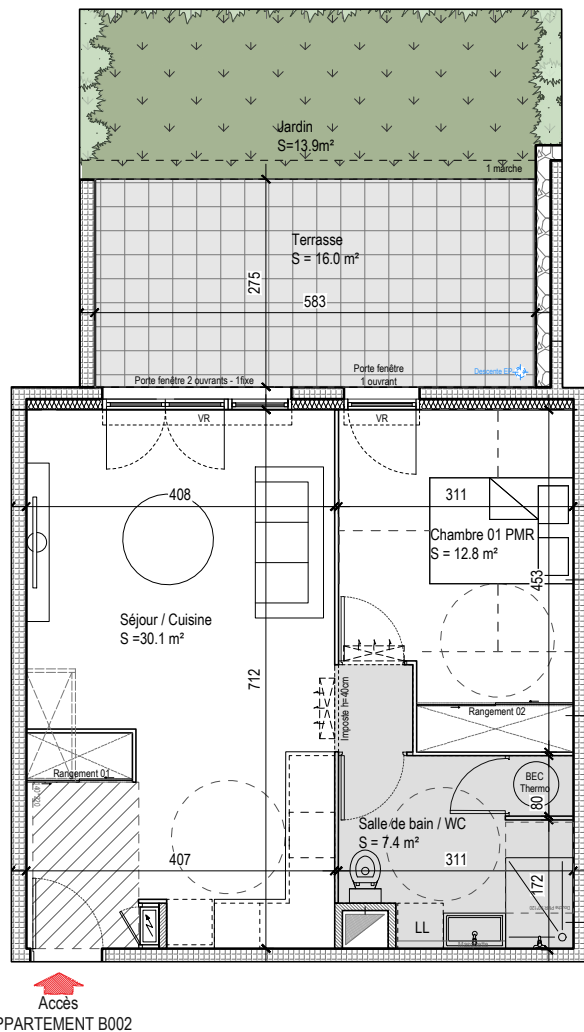 Jardin
S=13.9m²
1 marche
Terrasse
S = 16.0 m²
275
583
Porte fenêtre 2 ouvrants - 1fixe
Porte fenêtre
1 ouvrant
Descente EP
VR
VR
408
311
Chambre 01 PMR
S = 12.8 m²
453
Séjour / Cuisine
S =30.1 m²
712
Imposte h=40cm
Rangement 02
Rangement 01
BEC
Thermo
80
Salle de bain / WC
S = 7.4 m²
407
311
172
LL
Accès
PPARTEMENT B002